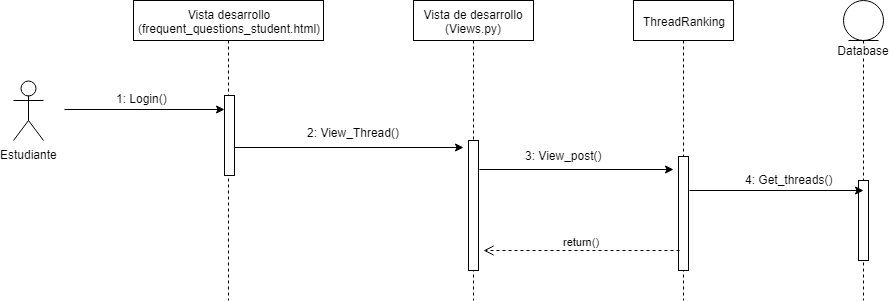 Vista desarrollo
(frequent_questions_student.html)
Vista de desarrollo
(Views.py)
ThreadRanking
Database
Estudiante
1: Login()
2: View_Thread()
3: View_post()
4: Get_threads()
return()